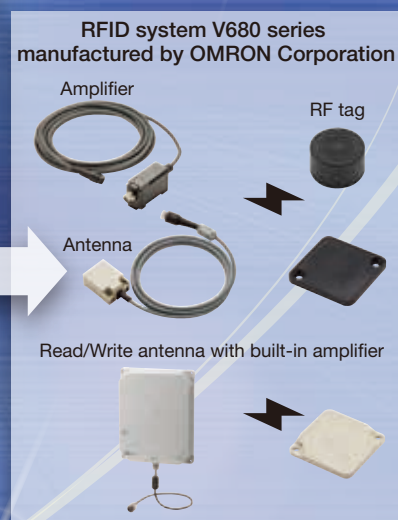 RFID system V680 series
manufactured by OMRON Corporation
Amplifier
RF tag
Antenna
Read/Write antenna with built-in amplifier